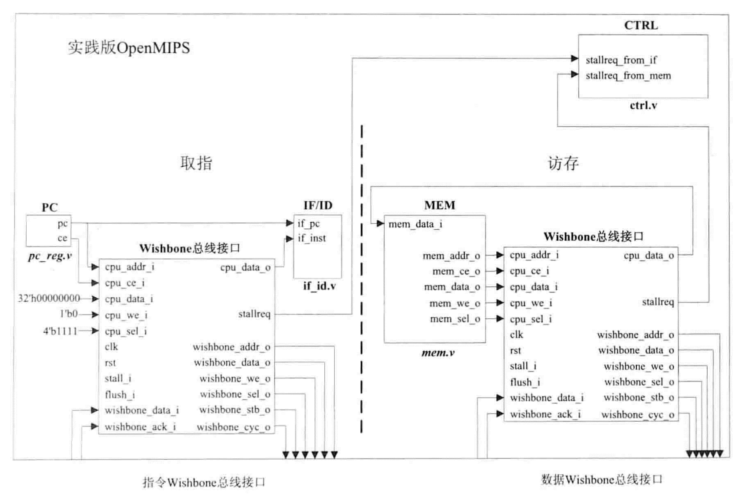 实践版OpenMIPS
CTRL
stallreq_from_if
stallreq_from_mem
ctrl.v
取指
访存
PC
pc
ce
pc_reg.v
IF/ID
if_pc
if_inst
if_id.v
Wishbone总线接口
cpu_addr_i
cpu_data_o
cpu_ce_i
32'h00000000
cpu_data_i
1'b0
cpu_we_i
stallreq
4'b1111
cpu_sel_i
clk
wishbone_addr_o
rst
wishbone_data_o
stall_i
wishbone_we_o
flush_i
wishbone_sel_o
wishbone_data_i
wishbone_stb_o
wishbone_ack_i
wishbone_cyc_o
MEM
mem_data_i
mem_addr_o
mem_ce_o
mem_data_o
mem_we_o
mem_sel_o
mem.v
Wishbone总线接口
cpu_addr_i
cpu_data_o
cpu_ce_i
cpu_data_i
cpu_we_i
stallreq
cpu_sel_i
clk
wishbone_addr_o
rst
wishbone_data_o
stall_i
wishbone_we_o
flush_i
wishbone_sel_o
wishbone_data_i
wishbone_stb_o
wishbone_ack_i
wishbone_cyc_o
指令Wishbone总线接口
数据Wishbone总线接口